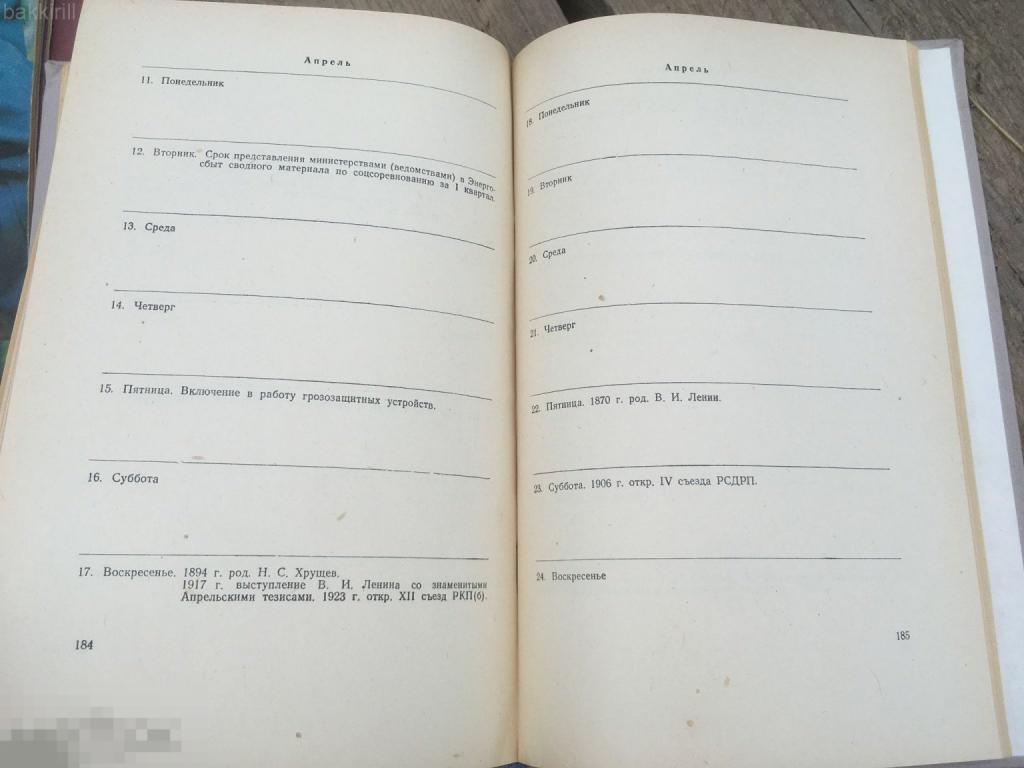 bakkirill
Апрель
11. Понедельник
12. Вторник. Срок представления министерствами (ведомствами) в Энерго-
сбыт сводного материала по соцсоревнованию за I квартал.
13. Среда
14. Четверг
15. Пятница. Включение в работу грозозащитных устройств.
16. Суббота
17. Воскресенье. 1894 г. род. Н. С. Хрущев.
1917 г. выступление В. И. Ленина со знаменитыми
Апрельскими тезисами. 1923 г. откр. XII съезд РКП(б).
184
Апрель
18. Понедельник
19. Вторник
20. Среда
21. Четверг
22. Пятница. 1870 г. род. В. И. Ленин.
23. Суббота. 1906 г. откр. IV съезда РСДРП.
24. Воскресенье
185